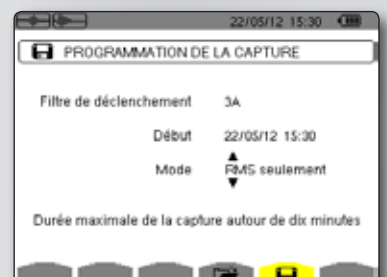 22/05/12 15:30
PROGRAMMATION DE LA CAPTURE
Filtre de déclenchement 3A
Début 22/05/12 15:30
Mode RMS seulement
Durée maximale de la capture autour de dix minutes